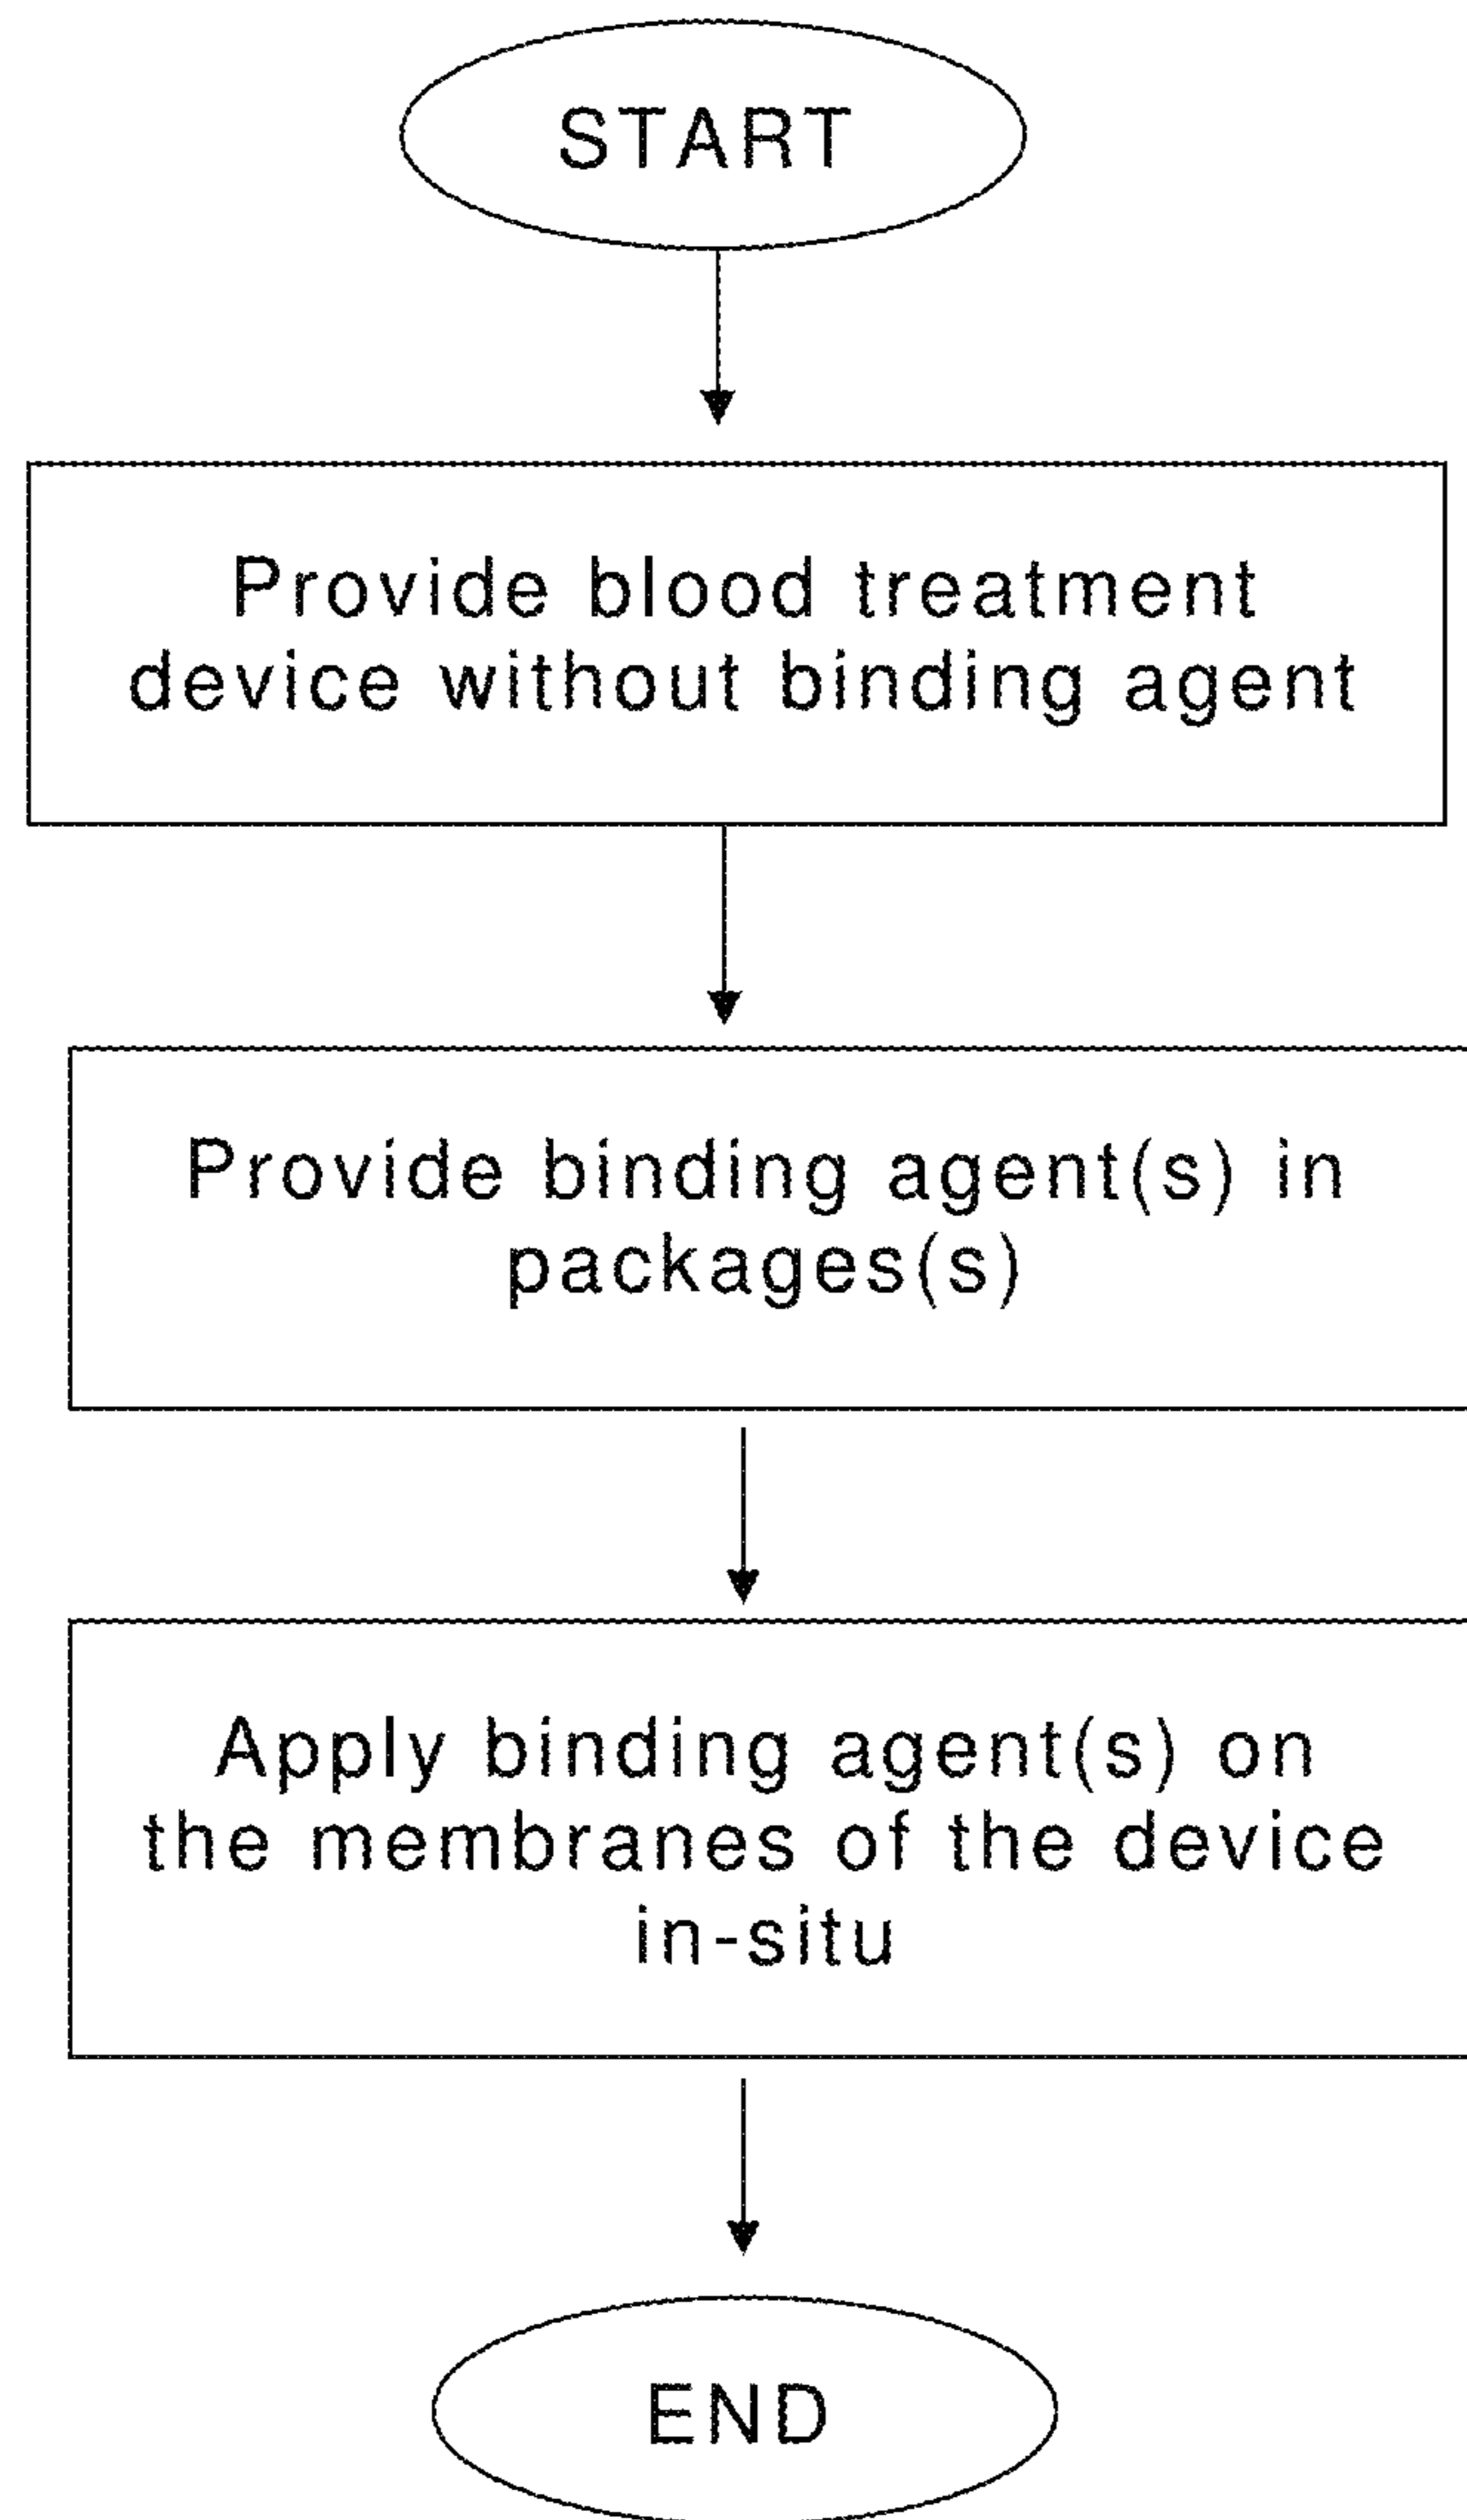 START
Provide blood treatment
device without binding agent
Provide binding agent(s) in
packages(s)
Apply binding agent(s) on
the membranes of the device
in-situ
END